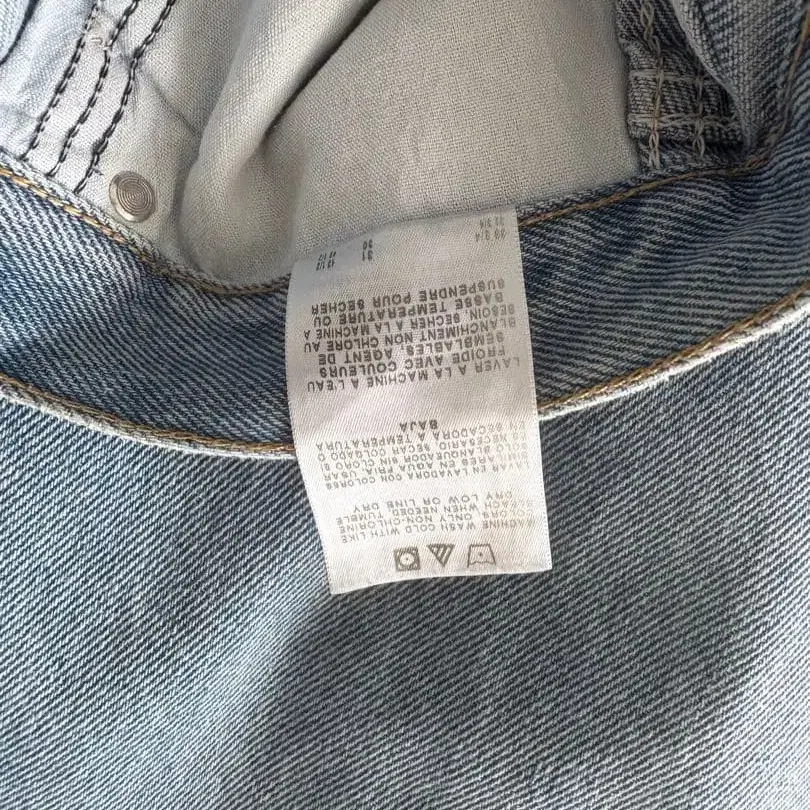 MACHINE WASH COLD WITH LIKE
COLORS. ONLY NON-CHLORINE
BLEACH WHEN NEEDED. TUMBLE
DRY LOW OR LINE DRY
LAVAR EN LAVADORA CON COLORES
SIMILARES EN AGUA FRIA. USAR
SOLO BLANQUEADOR SIN CLORO SI
ES NECESARIO. SECAR COLGADO O
EN SECADORA A TEMPERATURA
BAJA
LAVER A LA MACHINE A L'EAU
FROIDE AVEC COULEURS
SEMBLABLES. AGENT DE
BLANCHIMENT NON CHLORE AU
BESOIN. SECHER A LA MACHINE A
BASSE TEMPERATURE OU
SUSPENDRE POUR SECHER
31